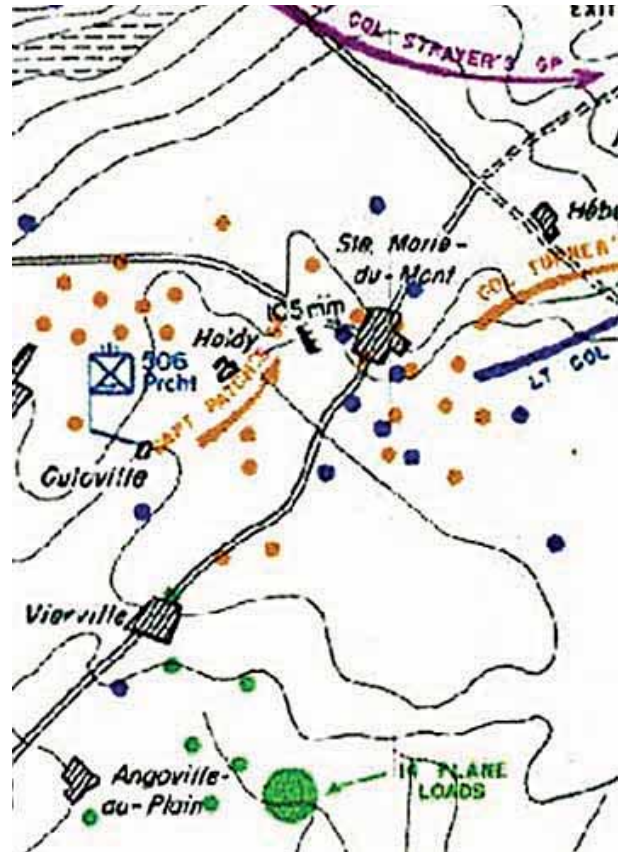 EXIT
COL STRAYER'S GP
Hébe
Ste. Marie-
du-Mont
COL TURNER'
105mm
Holdy
506
Prcht
CAPT PATCH'S
LT COL
Culoville
Vierville
14 PLANE
LOADS
Angoville-
au-Plain